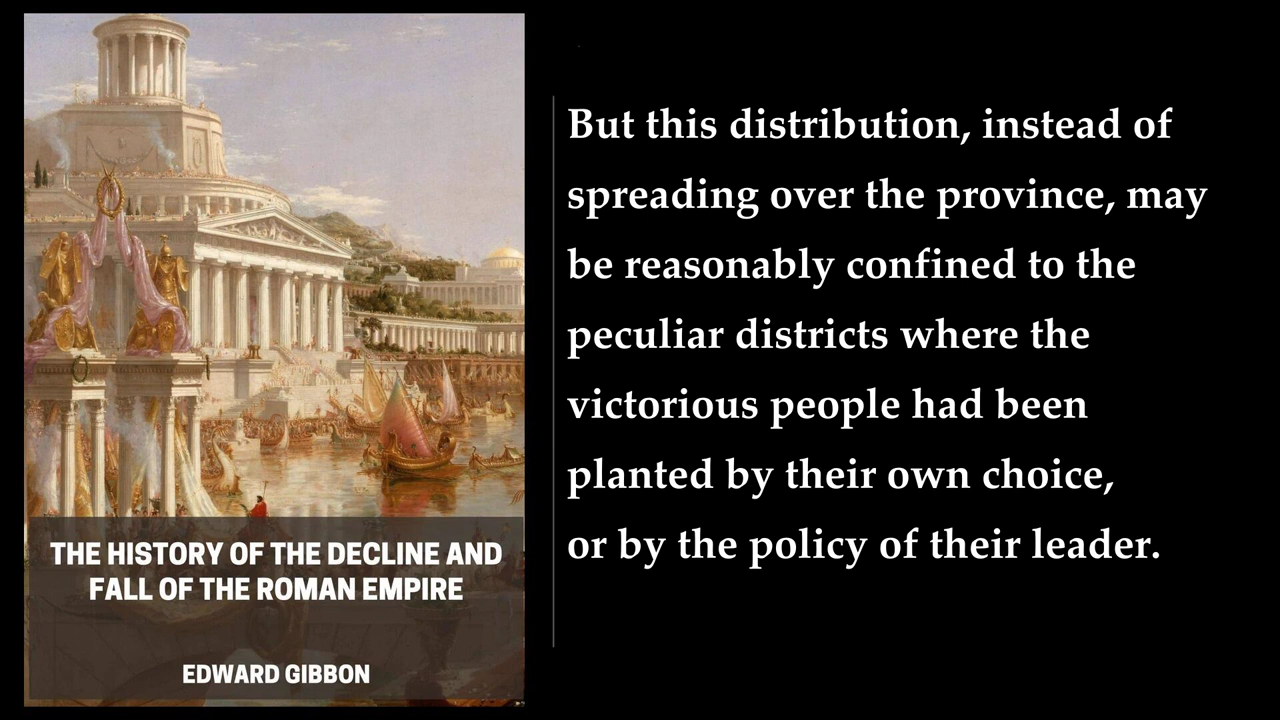 THE HISTORY OF THE DECLINE AND
FALL OF THE ROMAN EMPIRE
EDWARD GIBBON
But this distribution, instead of
spreading over the province, may
be reasonably confined to the
peculiar districts where the
victorious people had been
planted by their own choice,
or by the policy of their leader.